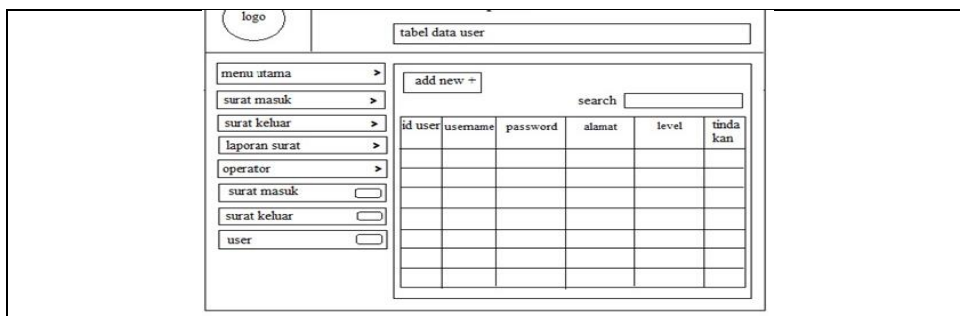 logo
tabel data user
menu utama >
surat masuk >
surat keluar >
laporan surat >
operator >
surat masuk
surat keluar
user
add new +
search
id user username password alamat level tinda
kan